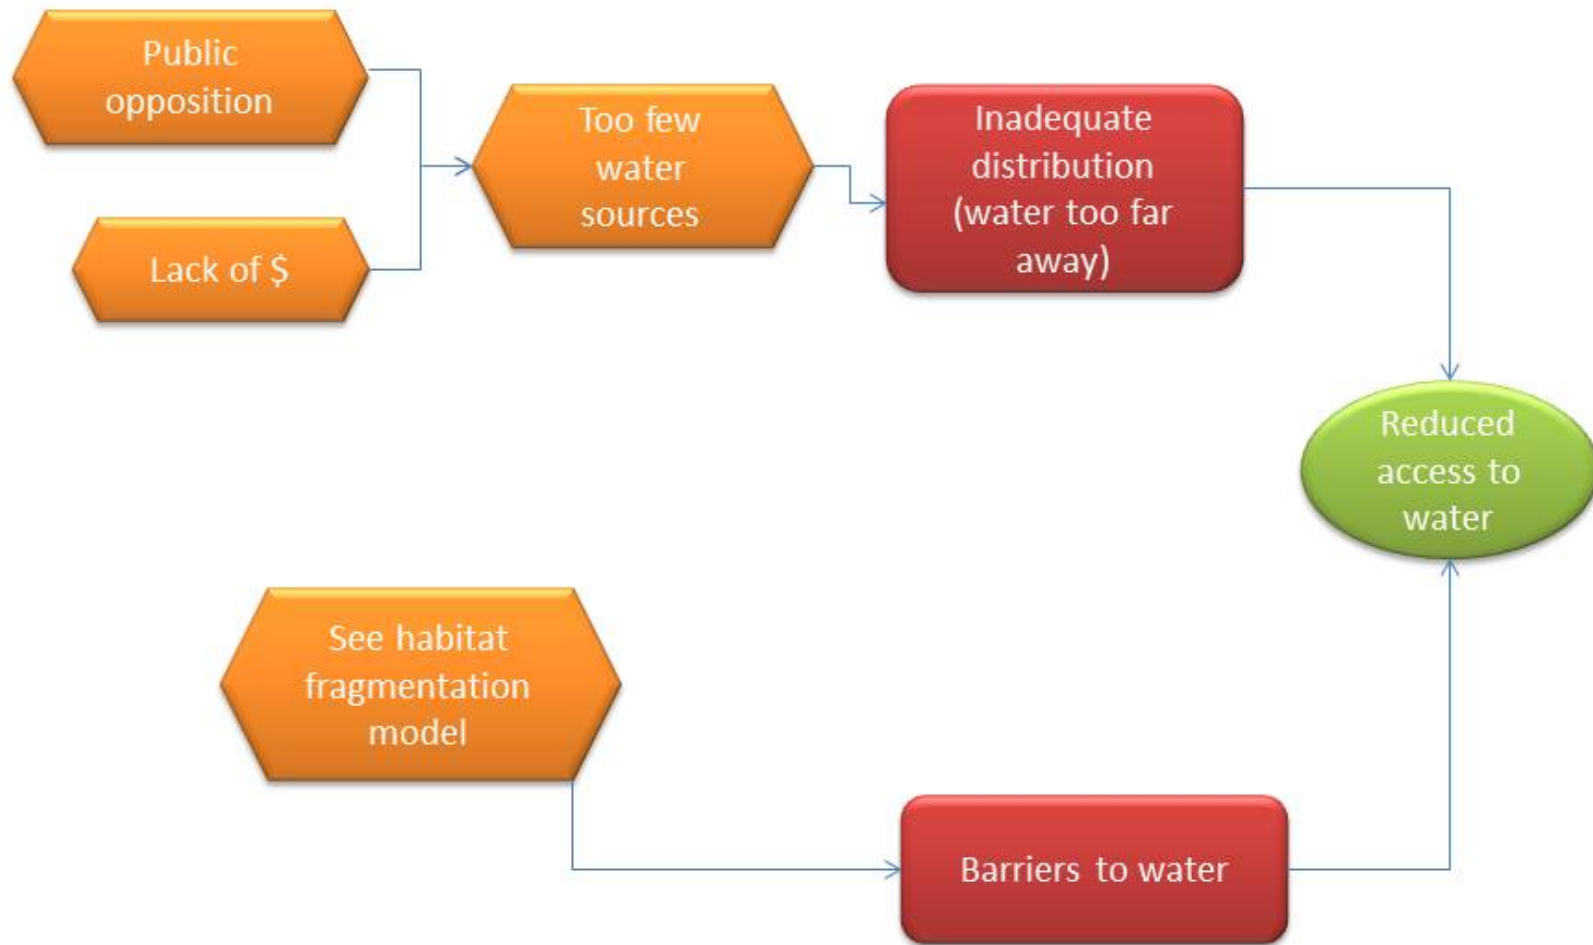 Public
opposition
Too few
water
sources
Inadequate
distribution
(water too far
away)
Lack of $
Reduced
access to
water
See habitat
fragmentation
model
Barriers to water